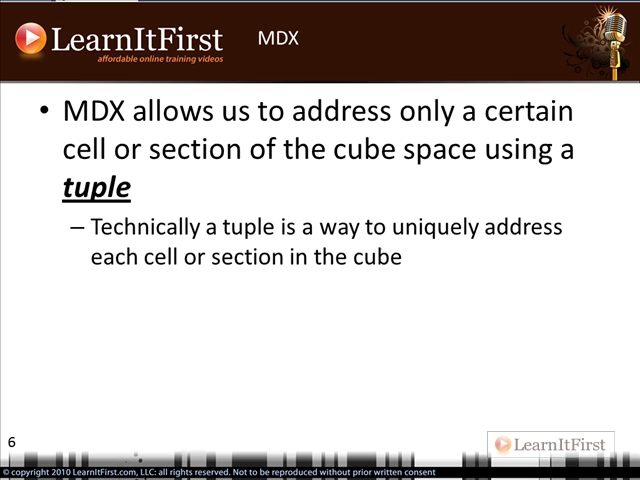 LearnItFirst
affordable online training videos
MDX
• MDX allows us to address only a certain
cell or section of the cube space using a
tuple
– Technically a tuple is a way to uniquely address
each cell or section in the cube
6
LearnItFirst
© copyright 2010 LearnItFirst.com, LLC: all rights reserved. Not to be reproduced without prior written consent